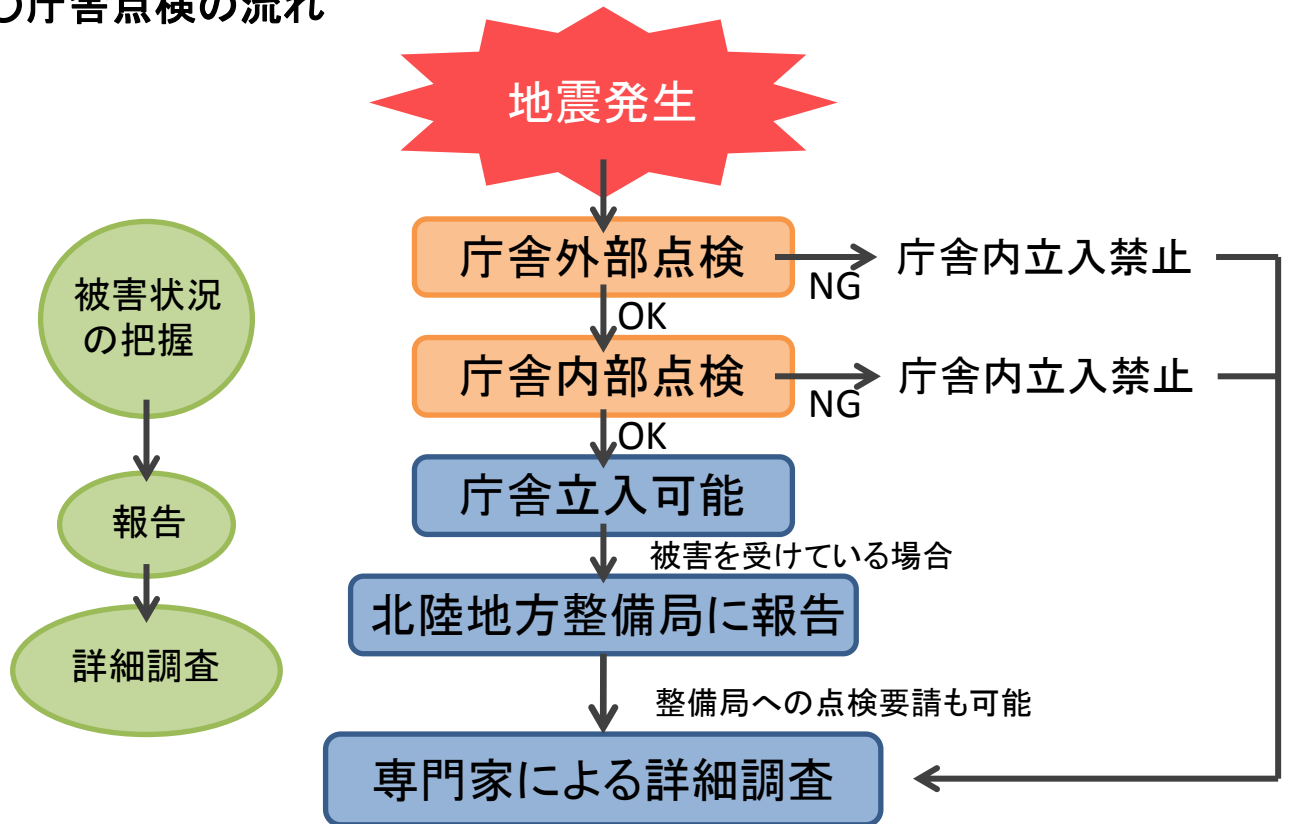 〇庁舎点検の流れ
地震発生
庁舎外部点検
NG
庁舎内立入禁止
OK
庁舎内部点検
NG
庁舎内立入禁止
OK
庁舎立入可能
被害を受けている場合
北陸地方整備局に報告
整備局への点検要請も可能
専門家による詳細調査
被害状況
の把握
報告
詳細調査